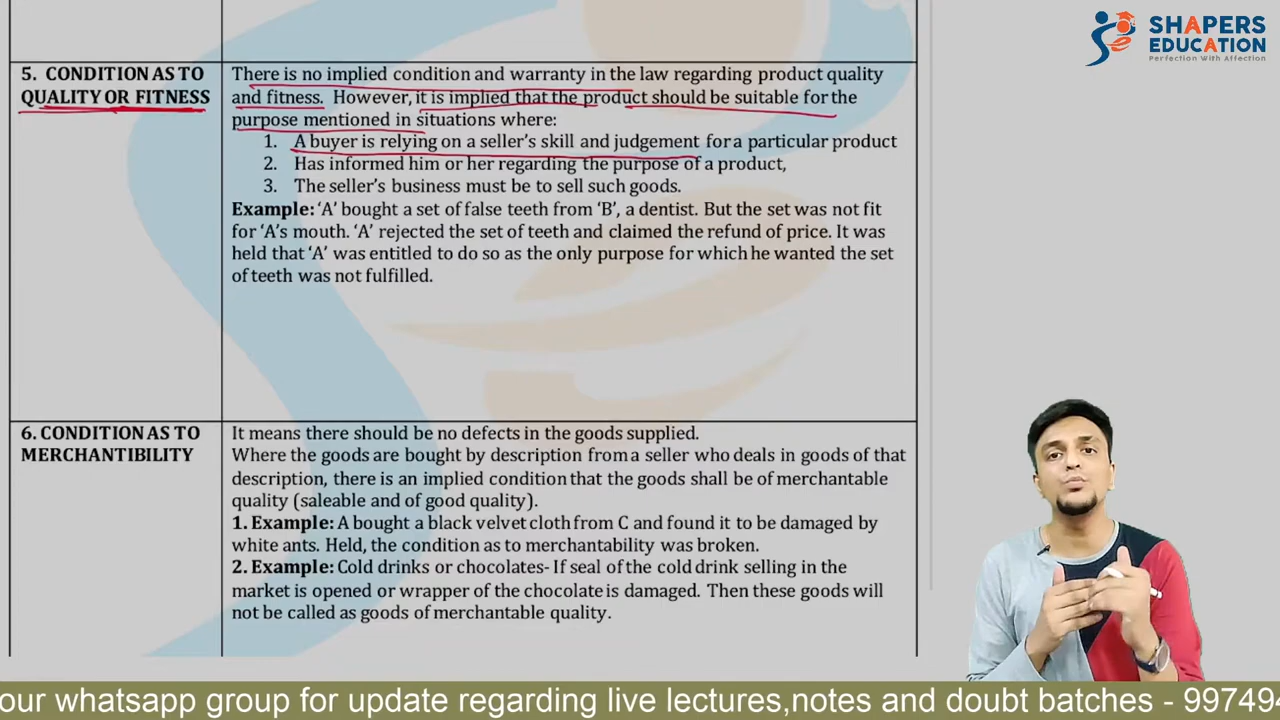 SHAPERS
EDUCATION
Perfection With Affection
5. CONDITION AS TO
QUALITY OR FITNESS
There is no implied condition and warranty in the law regarding product quality
and fitness. However, it is implied that the product should be suitable for the
purpose mentioned in situations where:
1. A buyer is relying on a seller's skill and judgement for a particular product
2. Has informed him or her regarding the purpose of a product,
3. The seller's business must be to sell such goods.
Example: 'A' bought a set of false teeth from 'B', a dentist. But the set was not fit
for 'A's mouth. 'A' rejected the set of teeth and claimed the refund of price. It was
held that 'A' was entitled to do so as the only purpose for which he wanted the set
of teeth was not fulfilled.
6. CONDITION AS TO
MERCHANTIBILITY
It means there should be no defects in the goods supplied.
Where the goods are bought by description from a seller who deals in goods of that
description, there is an implied condition that the goods shall be of merchantable
quality (saleable and of good quality).
1. Example: A bought a black velvet cloth from C and found it to be damaged by
white ants. Held, the condition as to merchantability was broken.
2. Example: Cold drinks or chocolates- If seal of the cold drink selling in the
market is opened or wrapper of the chocolate is damaged. Then these goods will
not be called as goods of merchantable quality.
our whatsapp group for update regarding live lectures,notes and doubt batches - 99749